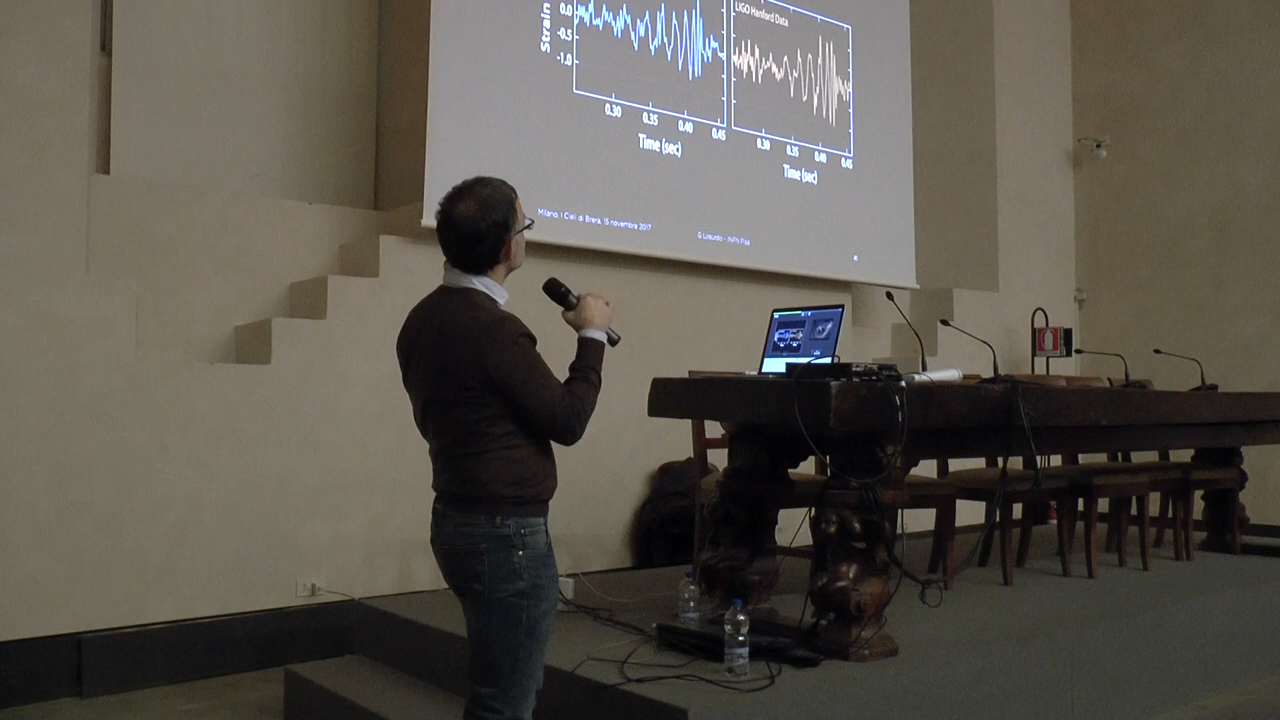 LIGO Hanford Data
Strain
0.0
-0.5
-1.0
0.30
0.35
0.40
0.45
Time (sec)
0.30
0.35
0.40
0.45
Time (sec)
Milano, I Cieli di Brera, 15 novembre 2017
G Losurdo - INFN Pisa